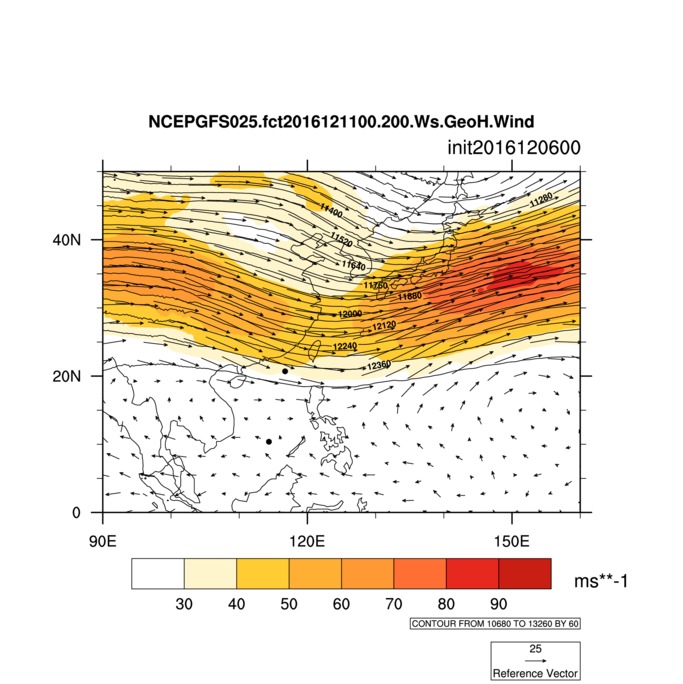 NCEPGFS025.fct2016121100.200.Ws.GeoH.Wind
init2016120600
11280
11400
11520
40N
11640
11760
11880
12000
12120
12240
12360
20N
0
90E 120E 150E
ms**-1
30 40 50 60 70 80 90
CONTOUR FROM 10680 TO 13260 BY 60
25
Reference Vector